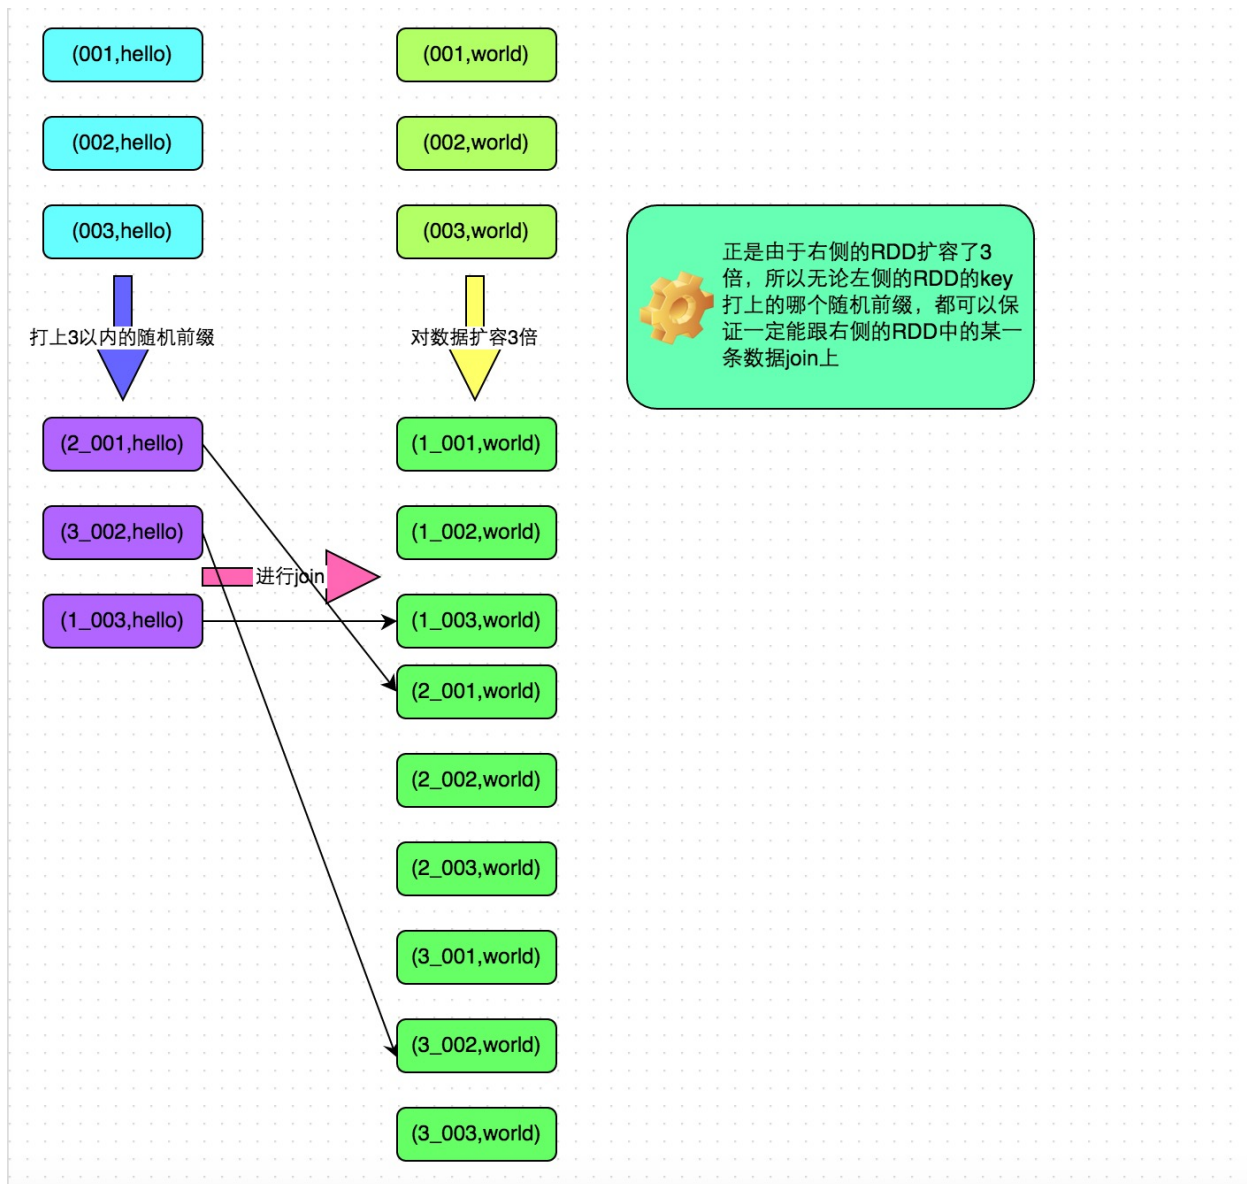 (001,hello)
(001,world)
(002,hello)
(002,world)
(003,hello)
(003,world)
正是由于右侧的RDD扩容了3
倍，所以无论左侧的RDD的key
打上的哪个随机前缀，都可以保
证一定能跟右侧的RDD中的某一
条数据join上
打上3以内的随机前缀
对数据扩容3倍
(2_001,hello)
(1_001,world)
(3_002,hello)
(1_002,world)
进行join
(1_003,hello)
(1_003,world)
(2_001,world)
(2_002,world)
(2_003,world)
(3_001,world)
(3_002,world)
(3_003,world)